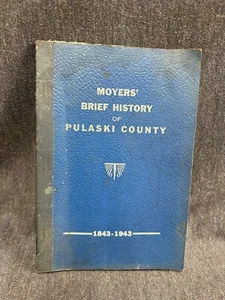 MOYERS'
BRIEF HISTORY
OF
PULASKI COUNTY
1843-1943